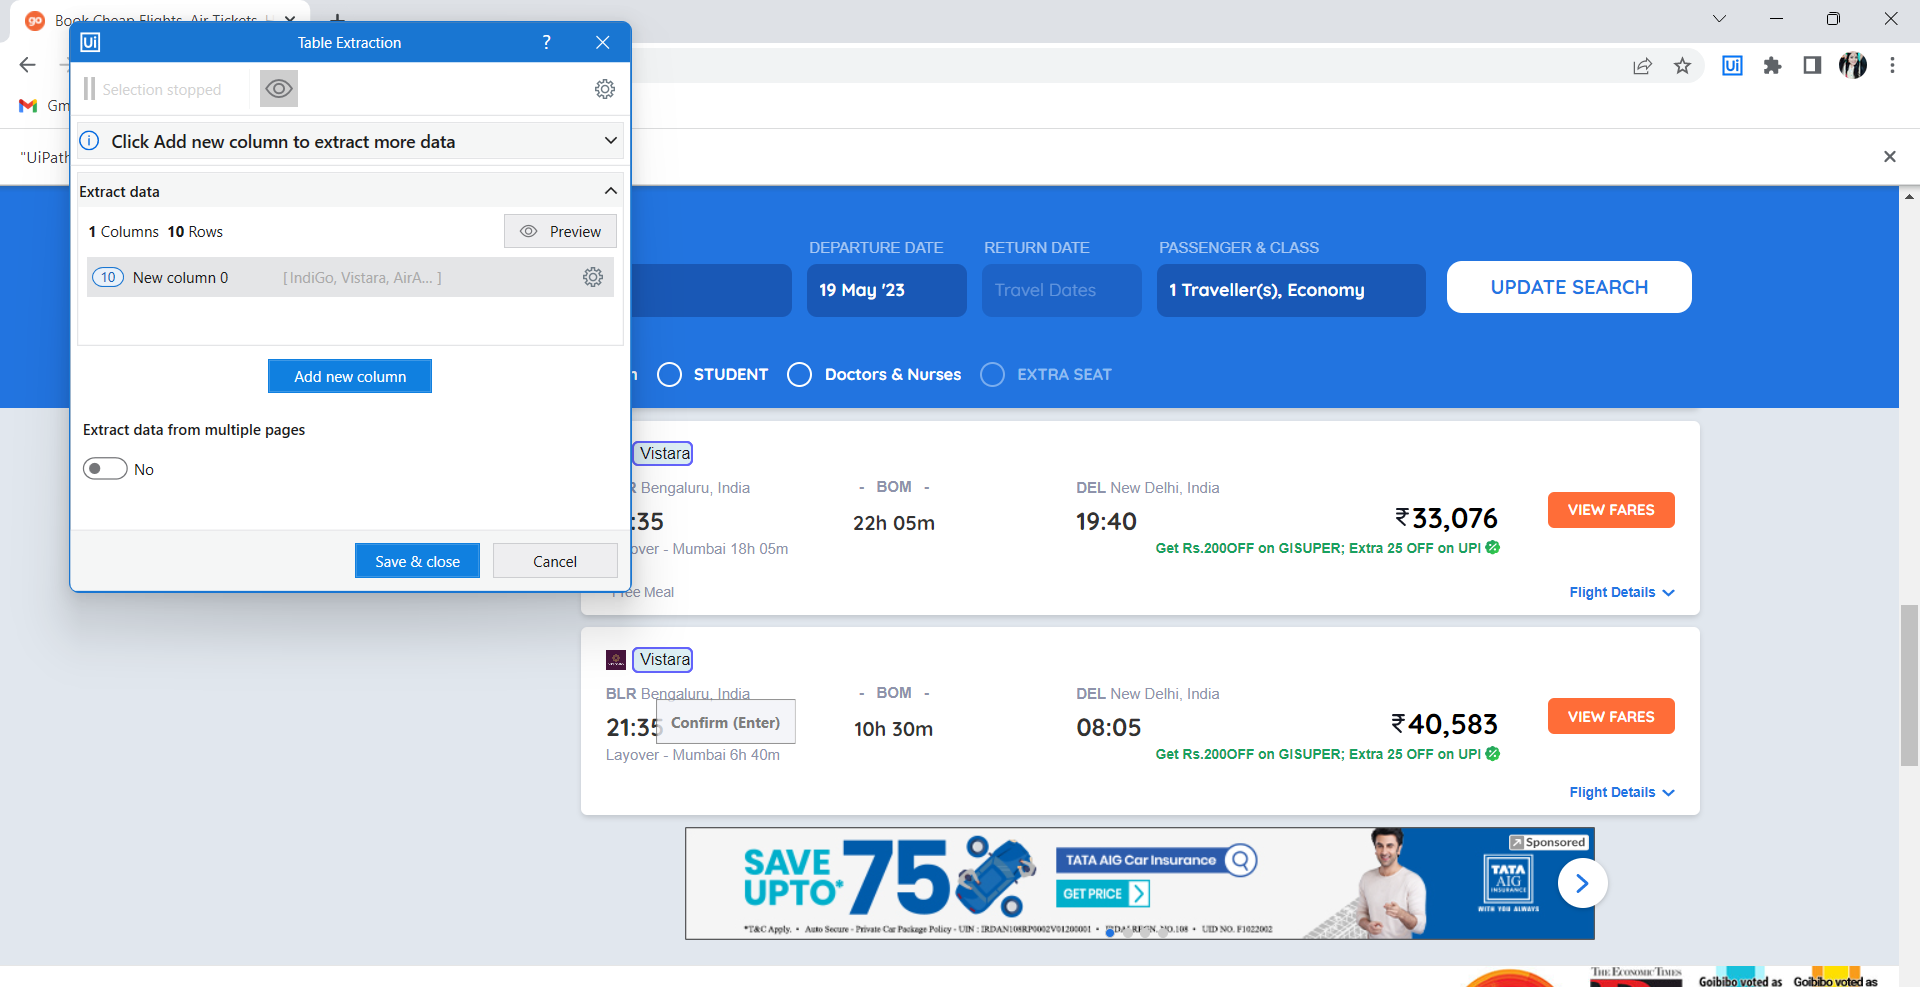 go Book Cheap Flights, Air Tickets
Ui Table Extraction ?
Selection stopped
Gm
Click Add new column to extract more data
"UiPath
Extract data
1 Columns 10 Rows
Preview
10 New column 0 [ IndiGo, Vistara, AirA... ]
Add new column
Extract data from multiple pages
No
Save & close
Cancel
Ui
DEPARTURE DATE RETURN DATE PASSENGER & CLASS
19 May '23 Travel Dates 1 Traveller(s), Economy UPDATE SEARCH
n STUDENT Doctors & Nurses EXTRA SEAT
Vistara
R Bengaluru, India - BOM - DEL New Delhi, India
:35 22h 05m 19:40 ₹33,076 VIEW FARES
over - Mumbai 18h 05m Get Rs.200OFF on GISUPER; Extra 25 OFF on UPI
Free Meal Flight Details
Vistara
BLR Bengaluru, India - BOM - DEL New Delhi, India
21:35 Confirm (Enter) 10h 30m 08:05 ₹40,583 VIEW FARES
Layover - Mumbai 6h 40m Get Rs.200OFF on GISUPER; Extra 25 OFF on UPI
Flight Details
SAVE UPTO* 75
TATA AIG Car Insurance
GET PRICE
Sponsored
TATA
AIG
INSURANCE
WITH YOU ALWAYS
*T&C Apply. • Auto Secure - Private Car Package Policy - UIN : IRDAN108RP0002V01200001 • NO.108 • UID NO. F1022002
THE ECONOMIC TIMES
Goibibo voted as Goibibo voted as